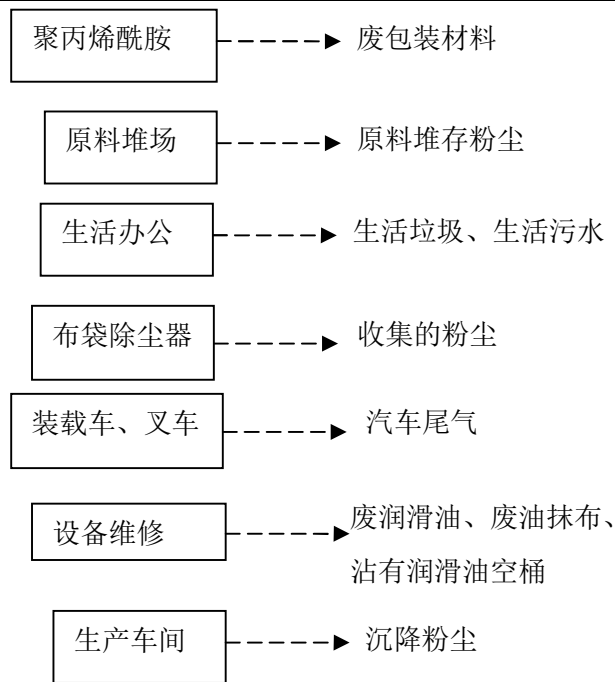 聚丙烯酰胺 废包装材料
原料堆场 原料堆存粉尘
生活办公 生活垃圾、生活污水
布袋除尘器 收集的粉尘
装载车、叉车 汽车尾气
设备维修 废润滑油、废油抹布、
沾有润滑油空桶
生产车间 沉降粉尘